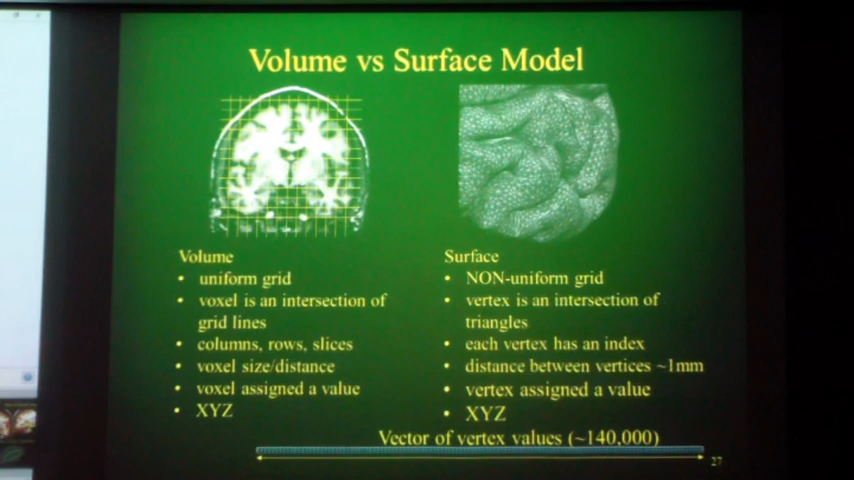 Volume vs Surface Model
Volume
• uniform grid
• voxel is an intersection of
grid lines
• columns, rows, slices
• voxel size/distance
• voxel assigned a value
• XYZ
Surface
• NON-uniform grid
• vertex is an intersection of
triangles
• each vertex has an index
• distance between vertices ~1mm
• vertex assigned a value
• XYZ
Vector of vertex values (~140,000)
27